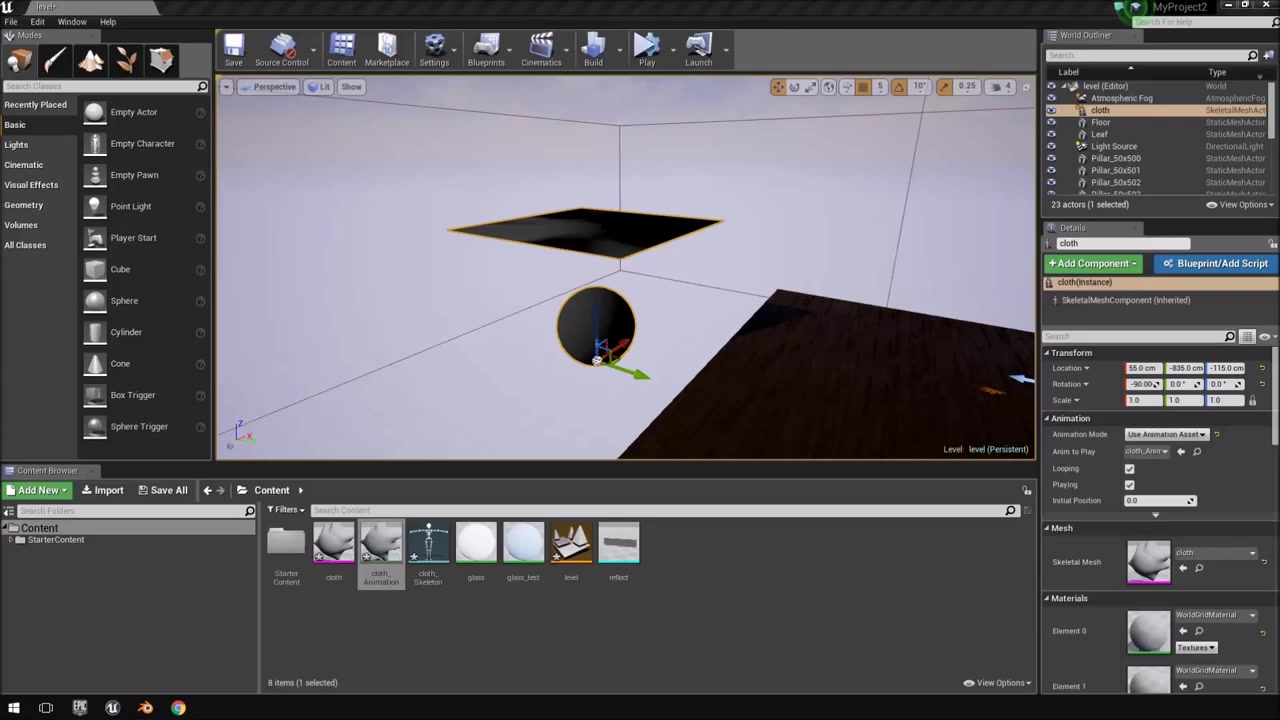 level*
MyProject2
File Edit Window Help
Search For Help
Modes
Search Classes
Recently Placed
Basic
Lights
Cinematic
Visual Effects
Geometry
Volumes
All Classes
Empty Actor
Empty Character
Empty Pawn
Point Light
Player Start
Cube
Sphere
Cylinder
Cone
Box Trigger
Sphere Trigger
Save Source Control Content Marketplace Settings Blueprints Cinematics Build Play Launch
Perspective Lit Show
5 10° 0.25 4
Z
X
Level: level (Persistent)
World Outliner
Search...
Label Type
level (Editor) World
Atmospheric Fog AtmosphericFog
cloth SkeletalMeshAct
Floor StaticMeshActor
Leaf StaticMeshActor
Light Source DirectionalLight
Pillar_50x500 StaticMeshActor
Pillar_50x501 StaticMeshActor
Pillar_50x502 StaticMeshActor
23 actors (1 selected) View Options
Details
cloth
+Add Component Blueprint/Add Script
cloth(Instance)
SkeletalMeshComponent (Inherited)
Search
Transform
Location 55.0 cm -835.0 cm -115.0 cm
Rotation -90.00 0.0 ° 0.0 °
Scale 1.0 1.0 1.0
Animation
Animation Mode Use Animation Asset
Anim to Play cloth_Anim
Looping
Playing
Initial Position 0.0
Mesh
Skeletal Mesh cloth
Materials
Element 0 WorldGridMaterial
Textures
Element 1 WorldGridMaterial
Content Browser
Add New Import Save All Content
Search Folders
Content
StarterContent
Filters Search Content
Starter Content
cloth
cloth_Animation
cloth_Skeleton
glass
glass_test
level
reflect
8 items (1 selected) View Options